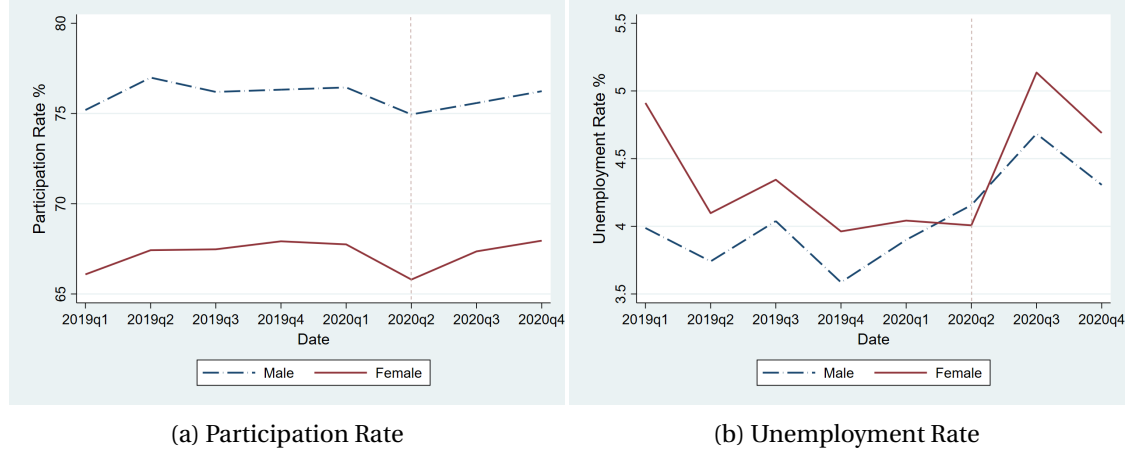 80
75
70
65
Participation Rate %
2019q1 2019q2 2019q3 2019q4 2020q1 2020q2 2020q3 2020q4
Date
Male Female
(a) Participation Rate
5.5
5
4.5
4
3.5
Unemployment Rate %
2019q1 2019q2 2019q3 2019q4 2020q1 2020q2 2020q3 2020q4
Date
Male Female
(b) Unemployment Rate